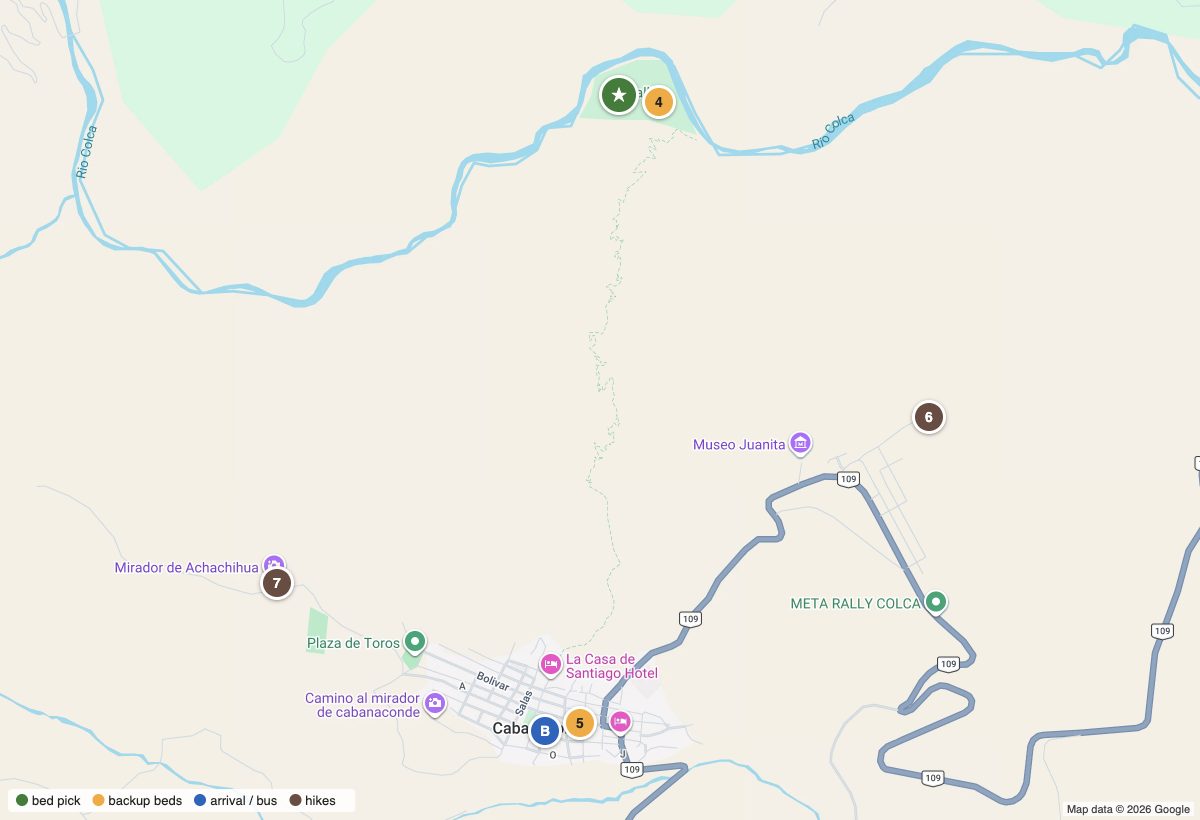 Rio Colca
Rio Colca
4
6
Museo Juanita
109
Mirador de Achachihua
7
META RALLY COLCA
109
109
109
Plaza de Toros
La Casa de
Santiago Hotel
Bolivar
A
Salas
Camino al mirador
de cabanaconde
B
5
O
J
109
109
bed pick
backup beds
arrival / bus
hikes
Map data © 2026 Google